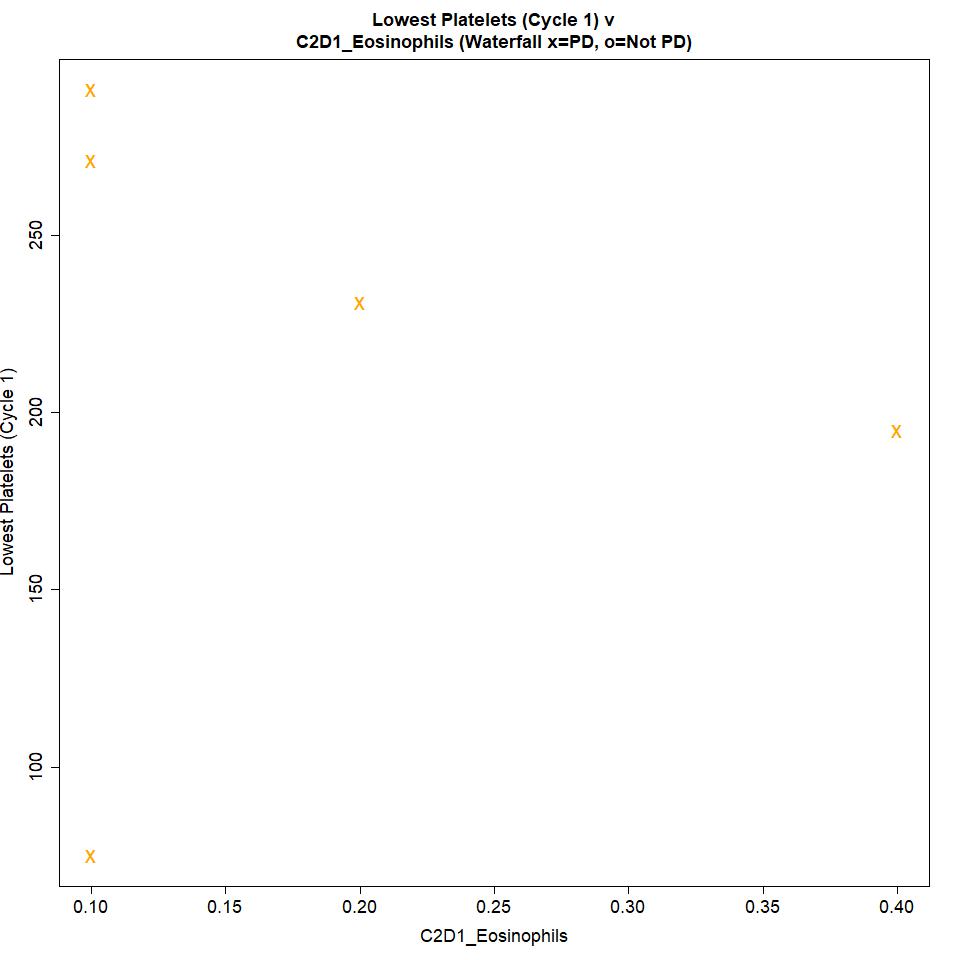 Lowest Platelets (Cycle 1) v
C2D1_Eosinophils (Waterfall x=PD, o=Not PD)
X
X
250
X
200
X
Lowest Platelets (Cycle 1)
150
100
X
0.10 0.15 0.20 0.25 0.30 0.35 0.40
C2D1_Eosinophils